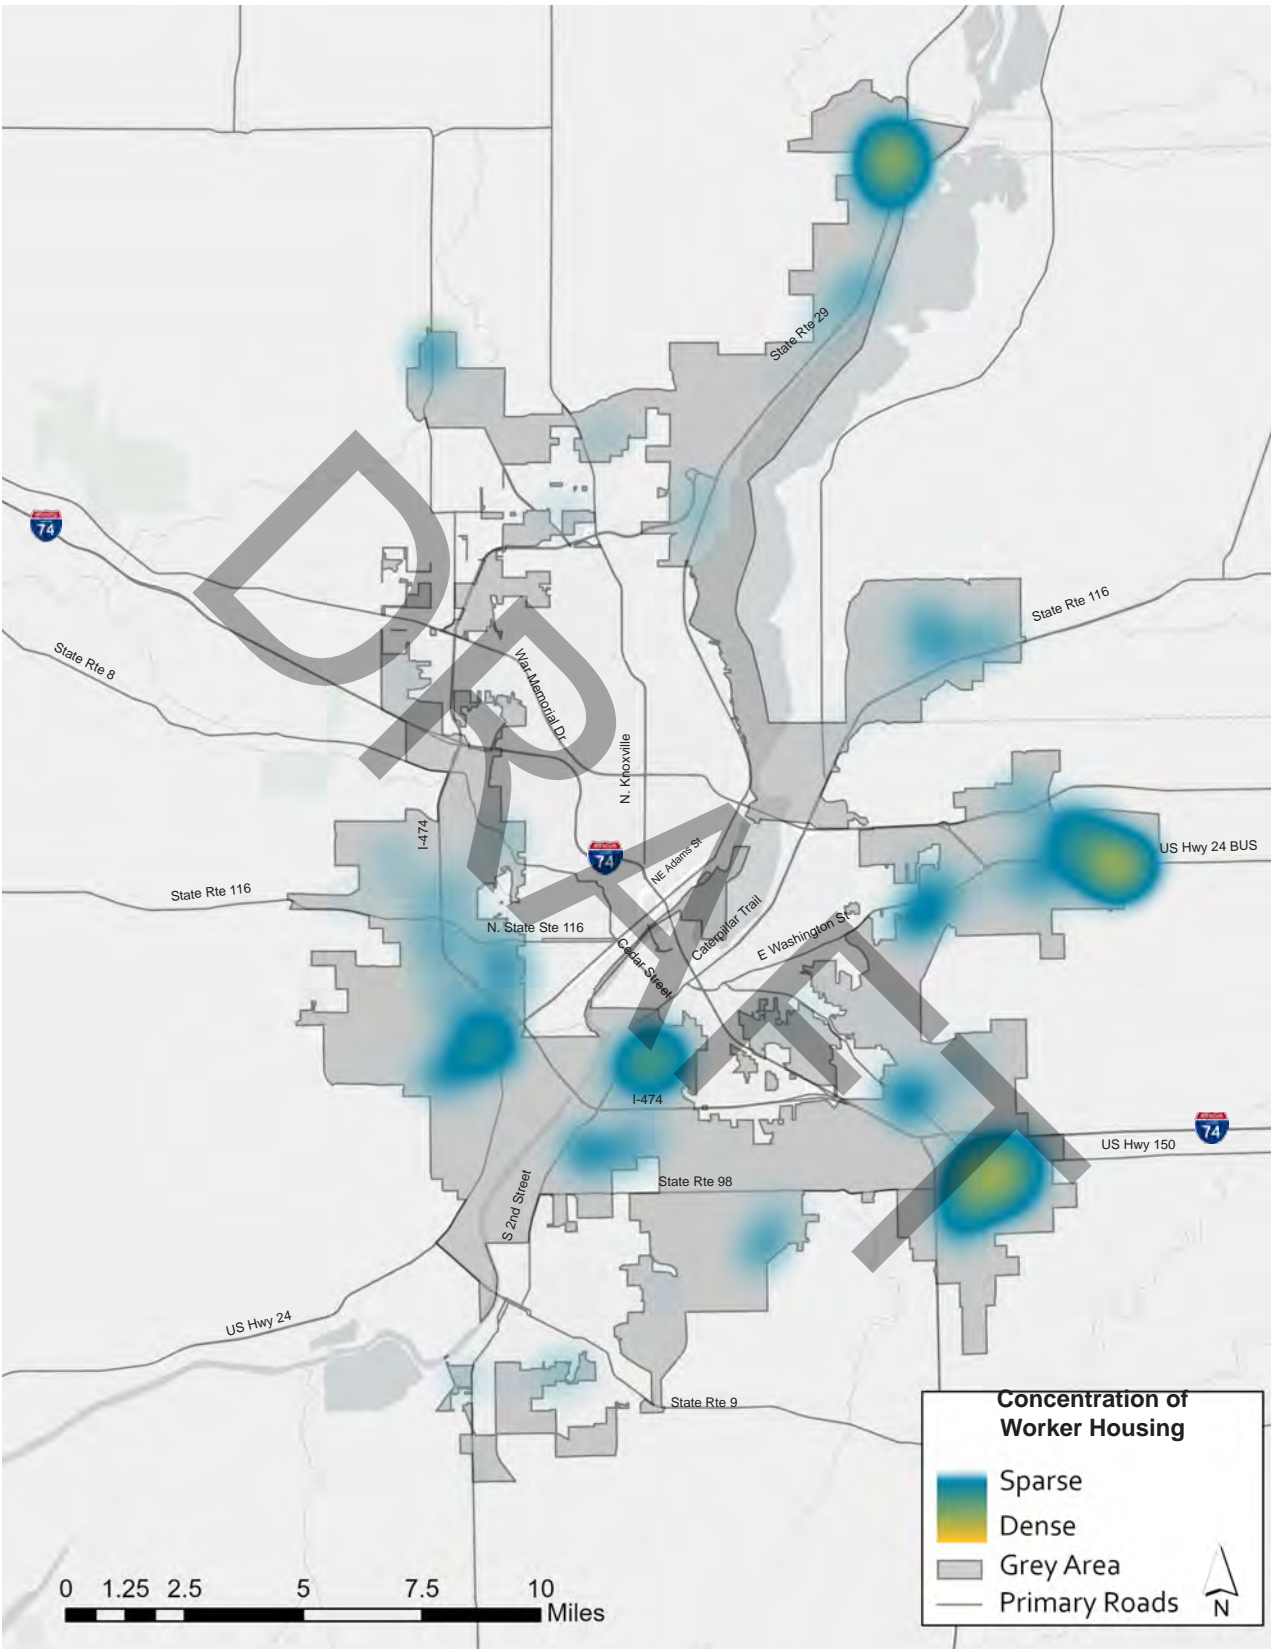 State Rte 29
74
State Rte 116
State Rte 8
War Memorial Dr.
N. Knoxville
I-474
74
NE Adams St
US Hwy 24 BUS
State Rte 116
N. State Ste 116
Cedar Street
Caterpillar Trail
E Washington St
I-474
74
US Hwy 150
State Rte 98
S 2nd Street
US Hwy 24
State Rte 9
DRAFT
Concentration of
Worker Housing
Sparse
Dense
Grey Area
Primary Roads
N
0 1.25 2.5 5 7.5 10
Miles